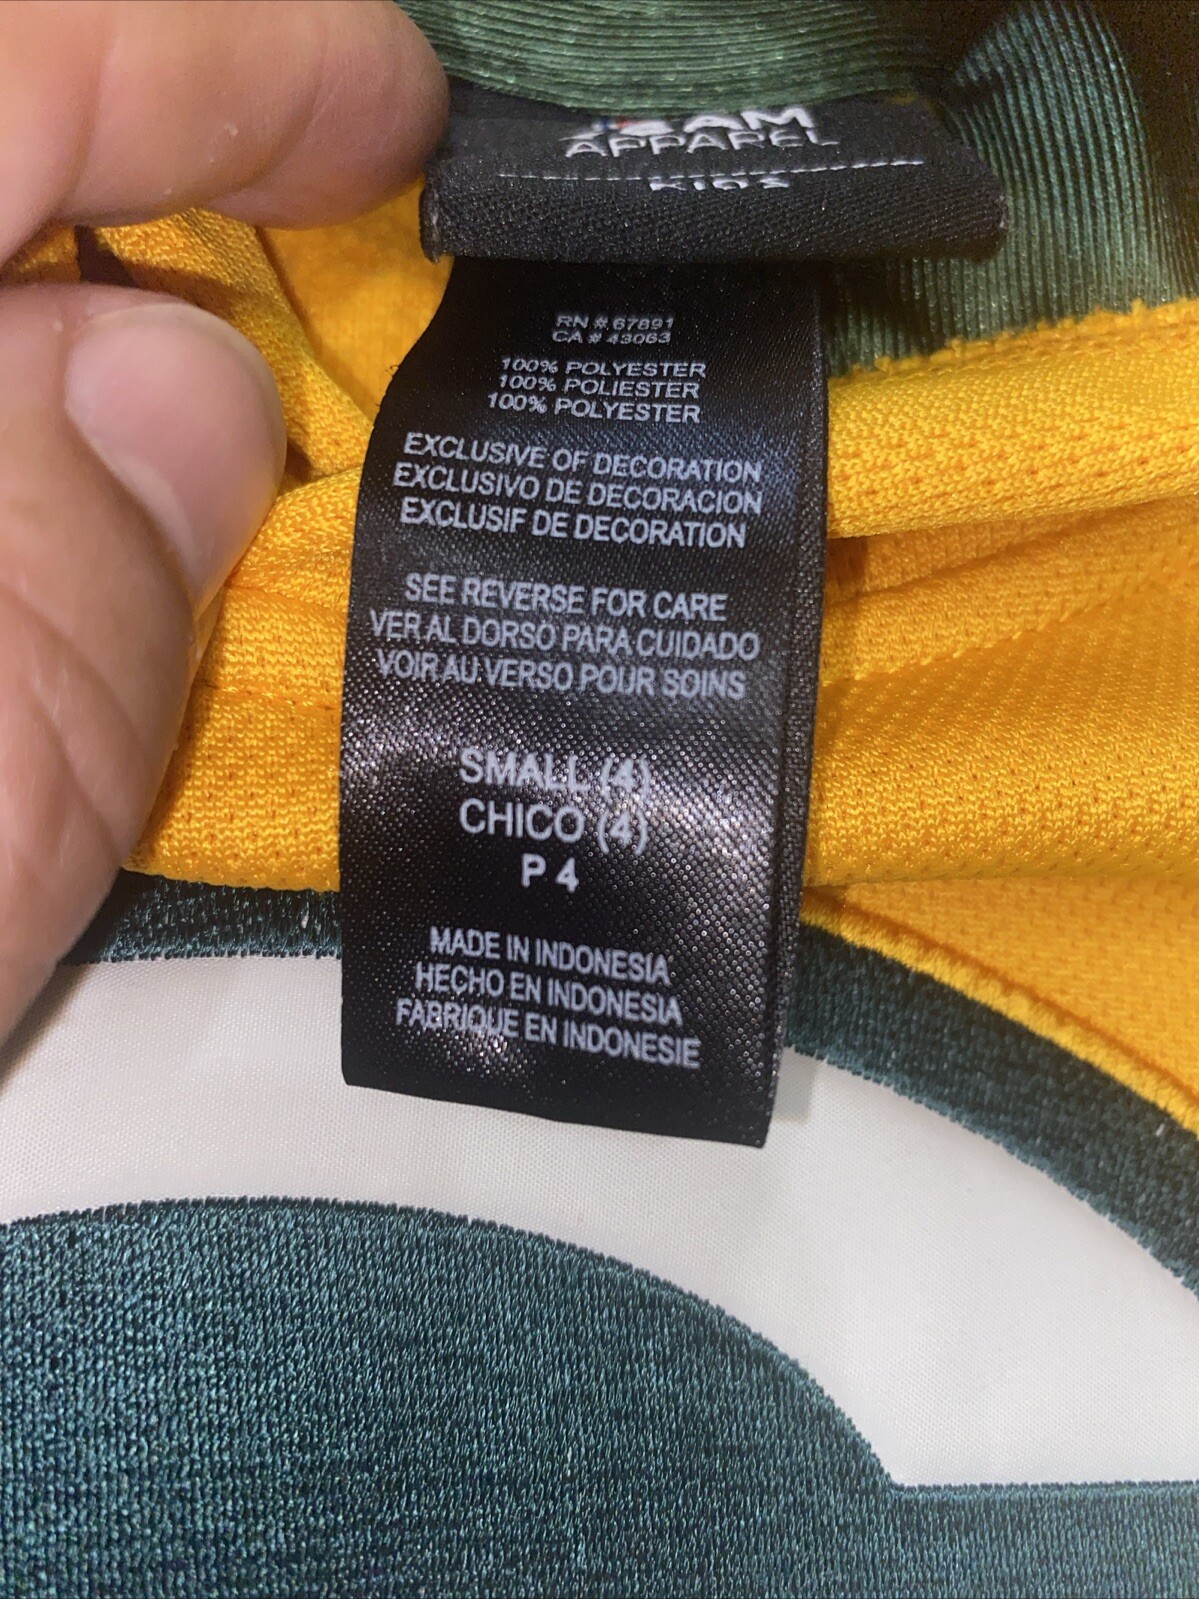 APPAREL
KIDS
RN # 67891
CA # 43063
100% POLYESTER
100% POLIESTER
100% POLYESTER
EXCLUSIVE OF DECORATION
EXCLUSIVO DE DECORACION
EXCLUSIF DE DECORATION
SEE REVERSE FOR CARE
VER AL DORSO PARA CUIDADO
VOIR AU VERSO POUR SOINS
SMALL (4)
CHICO (4)
P 4
MADE IN INDONESIA
HECHO EN INDONESIA
FABRIQUE EN INDONESIE